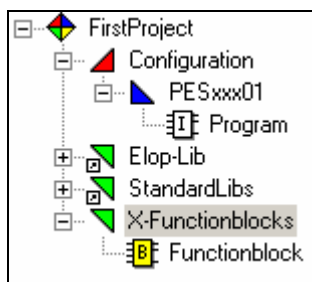 FirstProject
Configuration
PESxxx01
I Program
Elop-Lib
StandardLibs
X-Functionblocks
B Functionblock